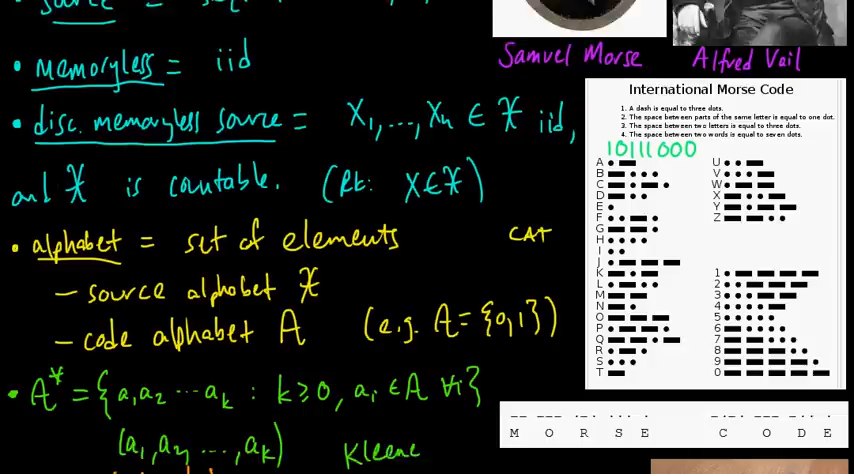 source =
• memoryless = iid
• disc. memoryless source = X₁,...,Xₙ ∈ 𝒳 iid,
and 𝒳 is countable. (RK: X∈𝒳)
• alphabet = set of elements
CAT
– source alphabet 𝒳
– code alphabet A (e.g. A = {0,1})
• A* = {a₁a₂ ⋯ aₖ : k ≥ 0, aᵢ ∈ A ∀i}
(a₁, a₂, ..., aₖ) Kleene
Samuel Morse Alfred Vail
International Morse Code
1. A dash is equal to three dots.
2. The space between parts of the same letter is equal to one dot.
3. The space between two letters is equal to three dots.
4. The space between two words is equal to seven dots.
10111000
A
B
C
D
E
F
G
H
I
J
K
L
M
N
O
P
Q
R
S
T
U
V
W
X
Y
Z
1
2
3
4
5
6
7
8
9
0
M O R S E C O D E